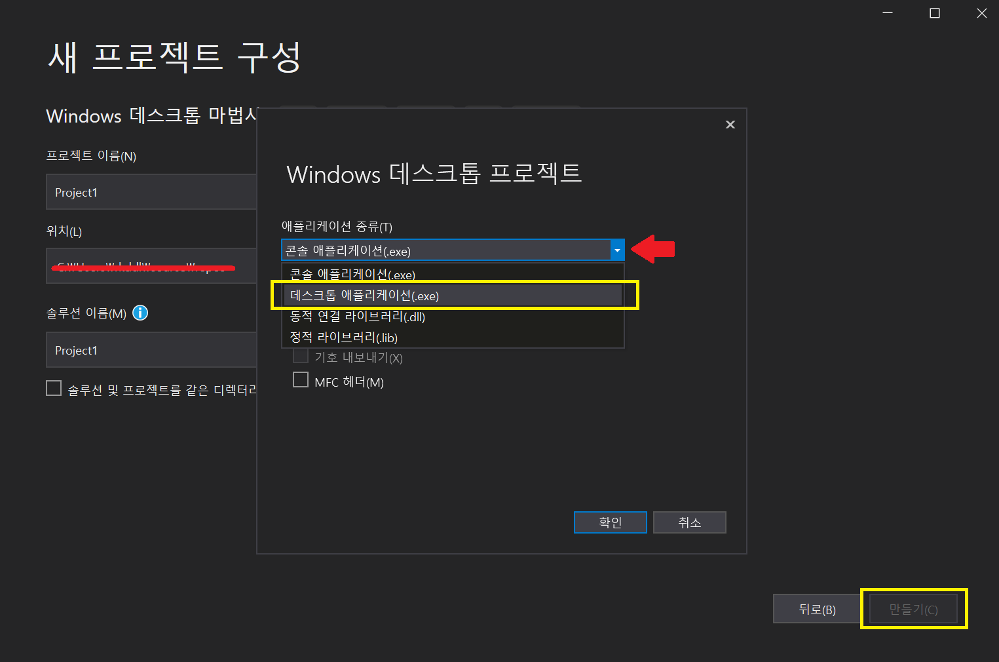 새 프로젝트 구성
Windows 데스크톱 마법사
프로젝트 이름(N)
Project1
위치(L)
솔루션 이름(M)
Project1
솔루션 및 프로젝트를 같은 디렉터리
Windows 데스크톱 프로젝트
애플리케이션 종류(T)
콘솔 애플리케이션(.exe)
콘솔 애플리케이션(.exe)
데스크톱 애플리케이션(.exe)
동적 연결 라이브러리(.dll)
정적 라이브러리(.lib)
기호 내보내기(X)
MFC 헤더(M)
확인
취소
뒤로(B)
만들기(C)